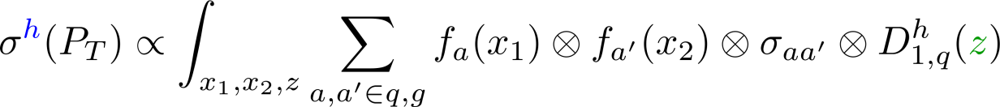 σ^h(P_T) ∝ ∫_{x_1,x_2,z} ∑_{a,a′∈q,g} f_a(x_1) ⊗ f_{a′}(x_2) ⊗ σ_{aa′} ⊗ D^h_{1,q}(z)